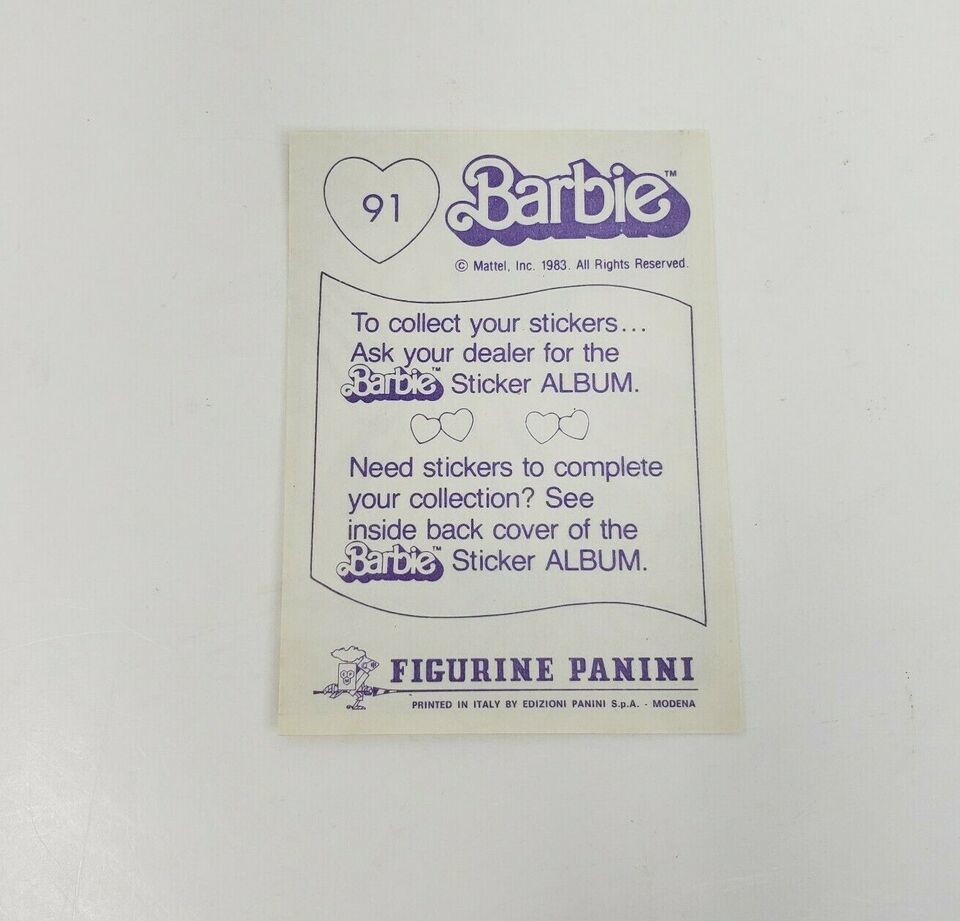 91
Barbie™
© Mattel, Inc. 1983. All Rights Reserved.
To collect your stickers...
Ask your dealer for the
Barbie™ Sticker ALBUM.
Need stickers to complete
your collection? See
inside back cover of the
Barbie™ Sticker ALBUM.
FIGURINE PANINI
PRINTED IN ITALY BY EDIZIONI PANINI S.p.A. - MODENA